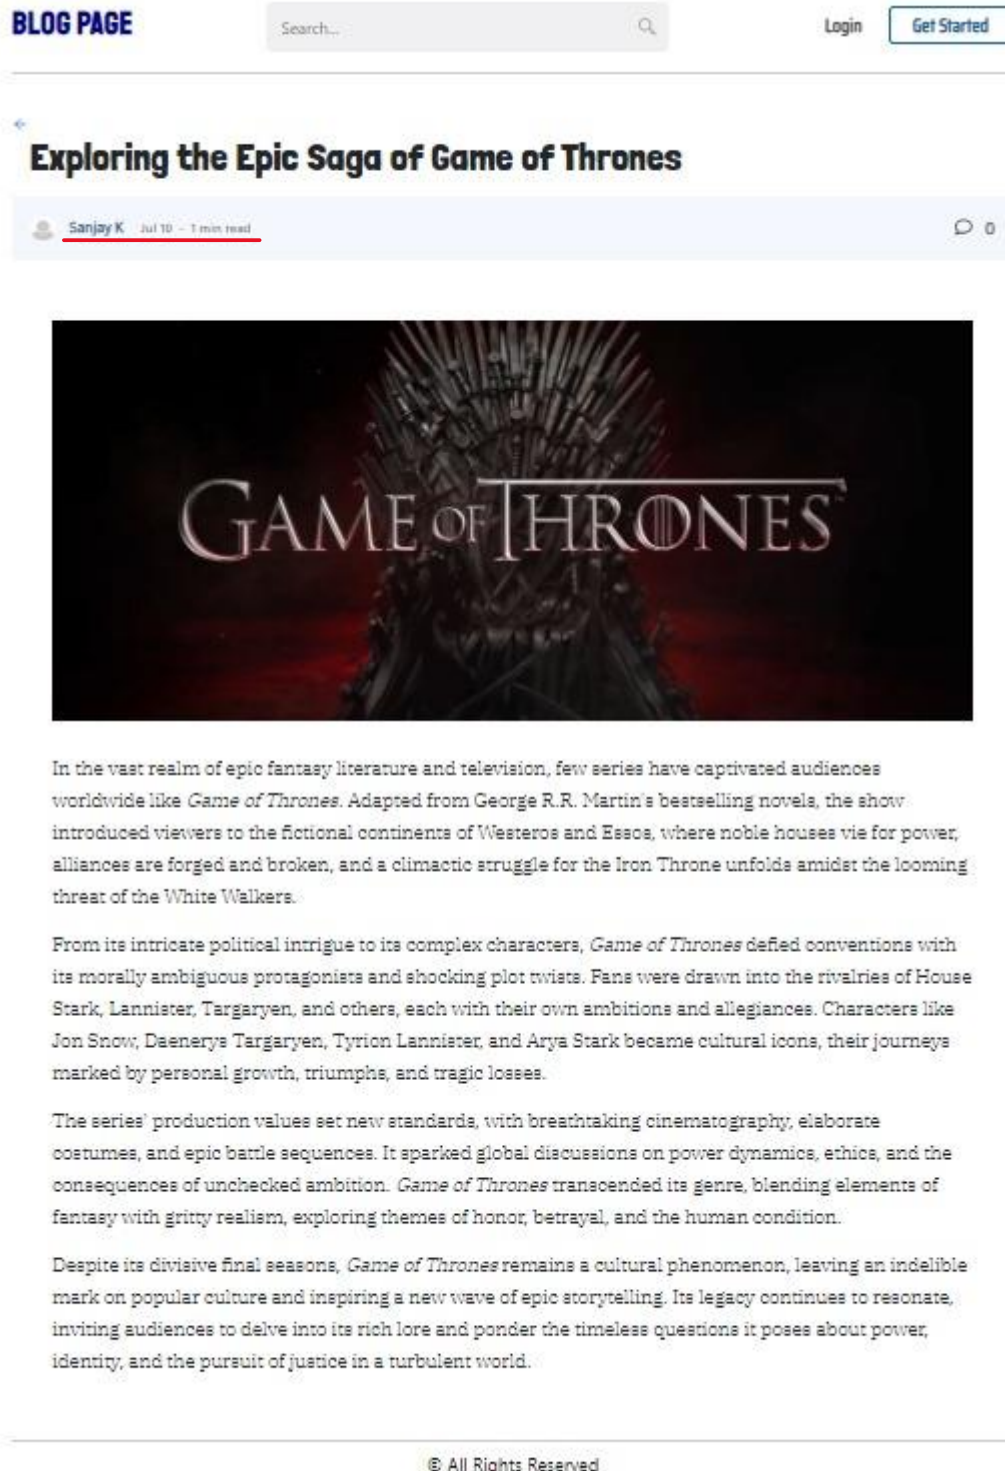 BLOG PAGE
Search...
Login
Get Started
Exploring the Epic Saga of Game of Thrones
Sanjay K Jul 10 - 1 min read
0
GAME OF THRONES
In the vast realm of epic fantasy literature and television, few series have captivated audiences
worldwide like Game of Thrones. Adapted from George R.R. Martin's bestselling novels, the show
introduced viewers to the fictional continents of Westeros and Essos, where noble houses vie for power,
alliances are forged and broken, and a climactic struggle for the Iron Throne unfolds amidst the looming
threat of the White Walkers.
From its intricate political intrigue to its complex characters, Game of Thrones defied conventions with
its morally ambiguous protagonists and shocking plot twists. Fans were drawn into the rivalries of House
Stark, Lannister, Targaryen, and others, each with their own ambitions and allegiances. Characters like
Jon Snow, Daenerys Targaryen, Tyrion Lannister, and Arya Stark became cultural icons, their journeys
marked by personal growth, triumphs, and tragic losses.
The series' production values set new standards, with breathtaking cinematography, elaborate
costumes, and epic battle sequences. It sparked global discussions on power dynamics, ethics, and the
consequences of unchecked ambition. Game of Thrones transcended its genre, blending elements of
fantasy with gritty realism, exploring themes of honor, betrayal, and the human condition.
Despite its divisive final seasons, Game of Thrones remains a cultural phenomenon, leaving an indelible
mark on popular culture and inspiring a new wave of epic storytelling. Its legacy continues to resonate,
inviting audiences to delve into its rich lore and ponder the timeless questions it poses about power,
identity, and the pursuit of justice in a turbulent world.
© All Rights Reserved